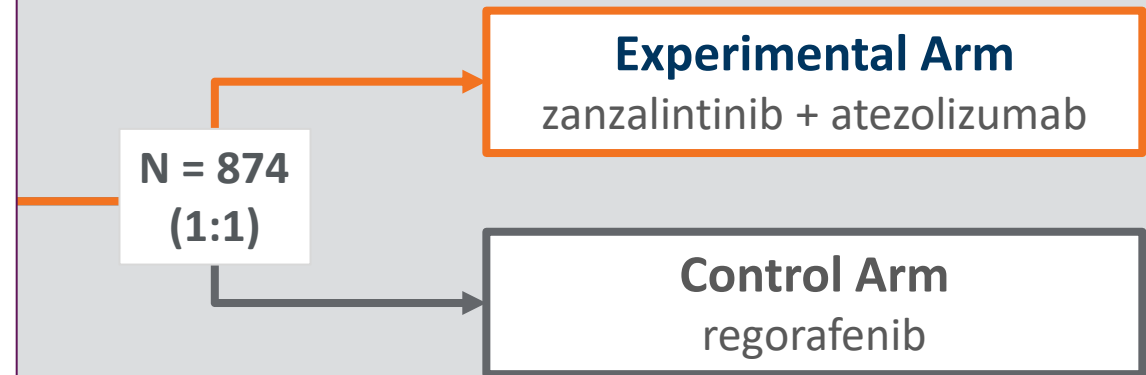 Experimental Arm
zanzalintinib + atezolizumab
N = 874
(1:1)
Control Arm
regorafenib